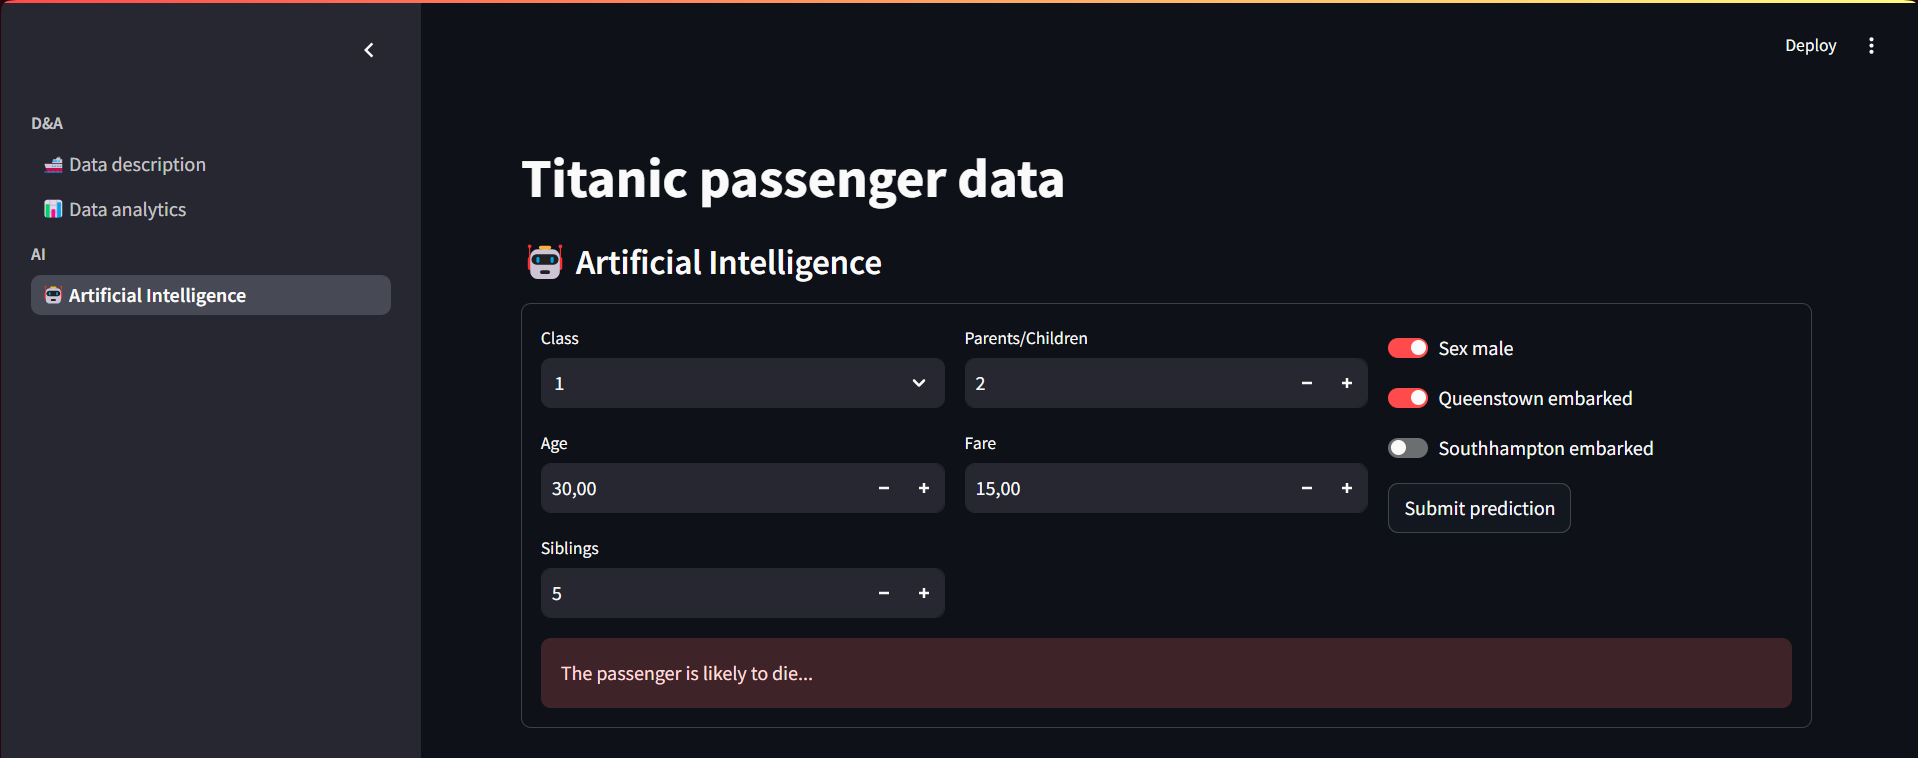 Deploy
D&A
Data description
Data analytics
AI
Artificial Intelligence
Titanic passenger data
Artificial Intelligence
Class
1
Age
30,00
Siblings
5
Parents/Children
2
Fare
15,00
Sex male
Queenstown embarked
Southhampton embarked
Submit prediction
The passenger is likely to die...